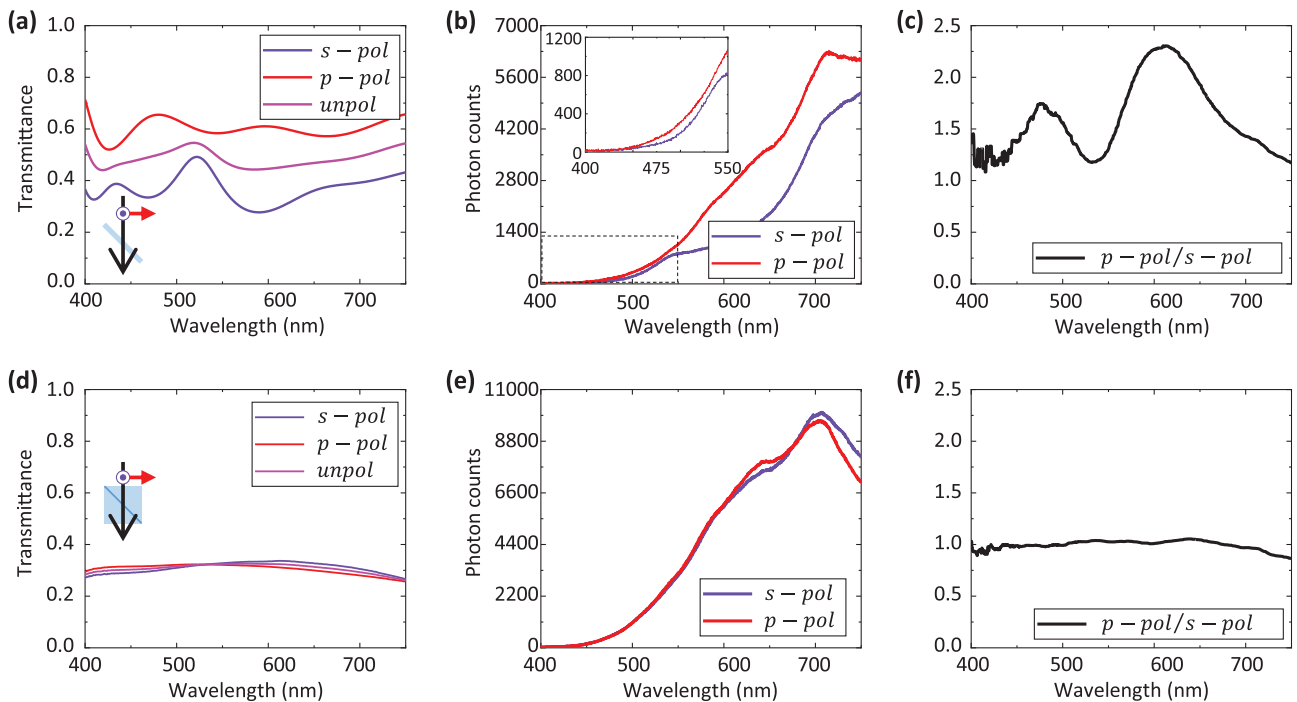 (a)
Transmittance
1.0
0.8
0.6
0.4
0.2
0.0
400
500
600
700
Wavelength (nm)
s − pol
p − pol
unpol
(b)
Photon counts
7000
5600
4200
2800
1400
0
400
500
600
700
Wavelength (nm)
1200
800
400
0
400
475
550
s − pol
p − pol
(c)
2.5
2.0
1.5
1.0
0.5
0.0
400
500
600
700
Wavelength (nm)
p − pol/s − pol
(d)
Transmittance
1.0
0.8
0.6
0.4
0.2
0.0
400
500
600
700
Wavelength (nm)
s − pol
p − pol
unpol
(e)
Photon counts
11000
8800
6600
4400
2200
0
400
500
600
700
Wavelength (nm)
s − pol
p − pol
(f)
2.5
2.0
1.5
1.0
0.5
0.0
400
500
600
700
Wavelength (nm)
p − pol/s − pol